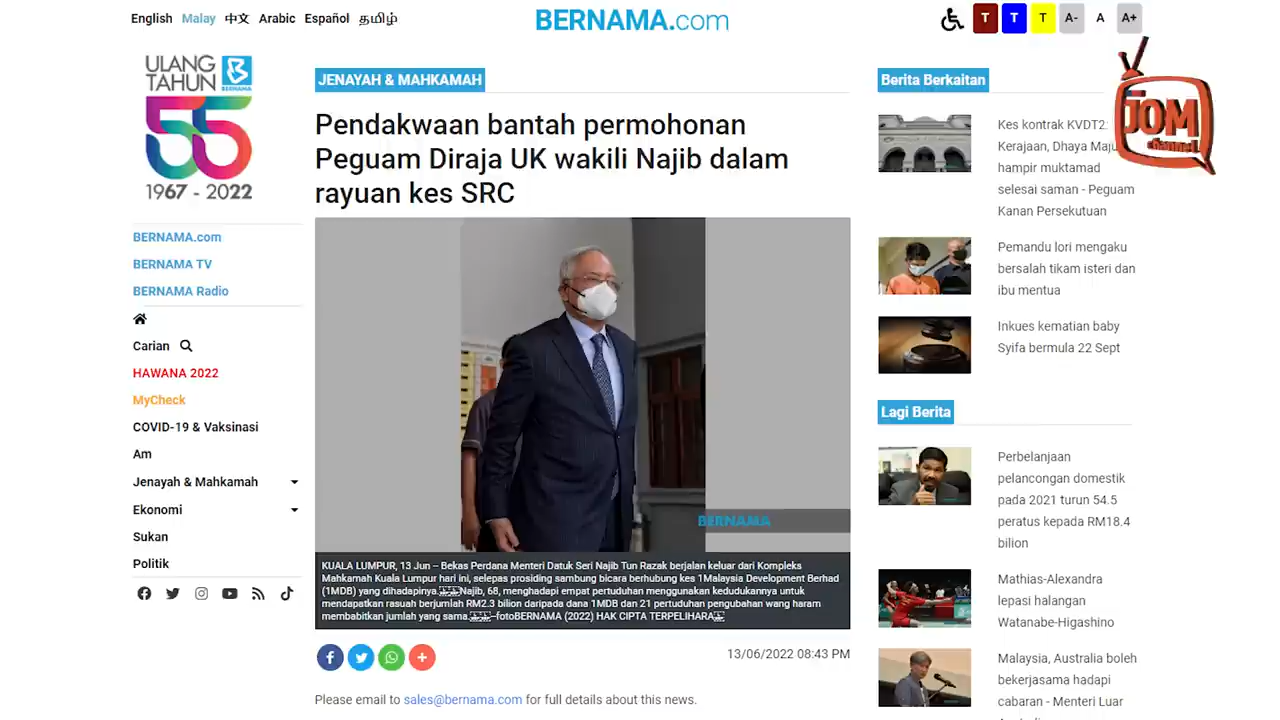 English Malay 中文 Arabic Español தமிழ்
BERNAMA.com
T T T A- A A+
ULANG
TAHUN
BERNAMA
55
1967 - 2022
BERNAMA.com
BERNAMA TV
BERNAMA Radio
Carian
HAWANA 2022
MyCheck
COVID-19 & Vaksinasi
Am
Jenayah & Mahkamah
Ekonomi
Sukan
Politik
JENAYAH & MAHKAMAH
Pendakwaan bantah permohonan
Peguam Diraja UK wakili Najib dalam
rayuan kes SRC
BERNAMA
KUALA LUMPUR, 13 Jun -- Bekas Perdana Menteri Datuk Seri Najib Tun Razak berjalan keluar dari Kompleks
Mahkamah Kuala Lumpur hari ini, selepas prosiding sambung bicara berhubung kes 1Malaysia Development Berhad
(1MDB) yang dihadapinya. Najib, 68, menghadapi empat pertuduhan menggunakan kedudukannya untuk
mendapatkan rasuah berjumlah RM2.3 bilion daripada dana 1MDB dan 21 pertuduhan pengubahan wang haram
membabitkan jumlah yang sama. --fotoBERNAMA (2022) HAK CIPTA TERPELIHARA
13/06/2022 08:43 PM
Please email to sales@bernama.com for full details about this news.
Berita Berkaitan
JOM
channel
Kes kontrak KVDT2:
Kerajaan, Dhaya Maju
hampir muktamad
selesai saman - Peguam
Kanan Persekutuan
Pemandu lori mengaku
bersalah tikam isteri dan
ibu mentua
Inkues kematian baby
Syifa bermula 22 Sept
Lagi Berita
Perbelanjaan
pelancongan domestik
pada 2021 turun 54.5
peratus kepada RM18.4
bilion
Mathias-Alexandra
lepasi halangan
Watanabe-Higashino
Malaysia, Australia boleh
bekerjasama hadapi
cabaran - Menteri Luar